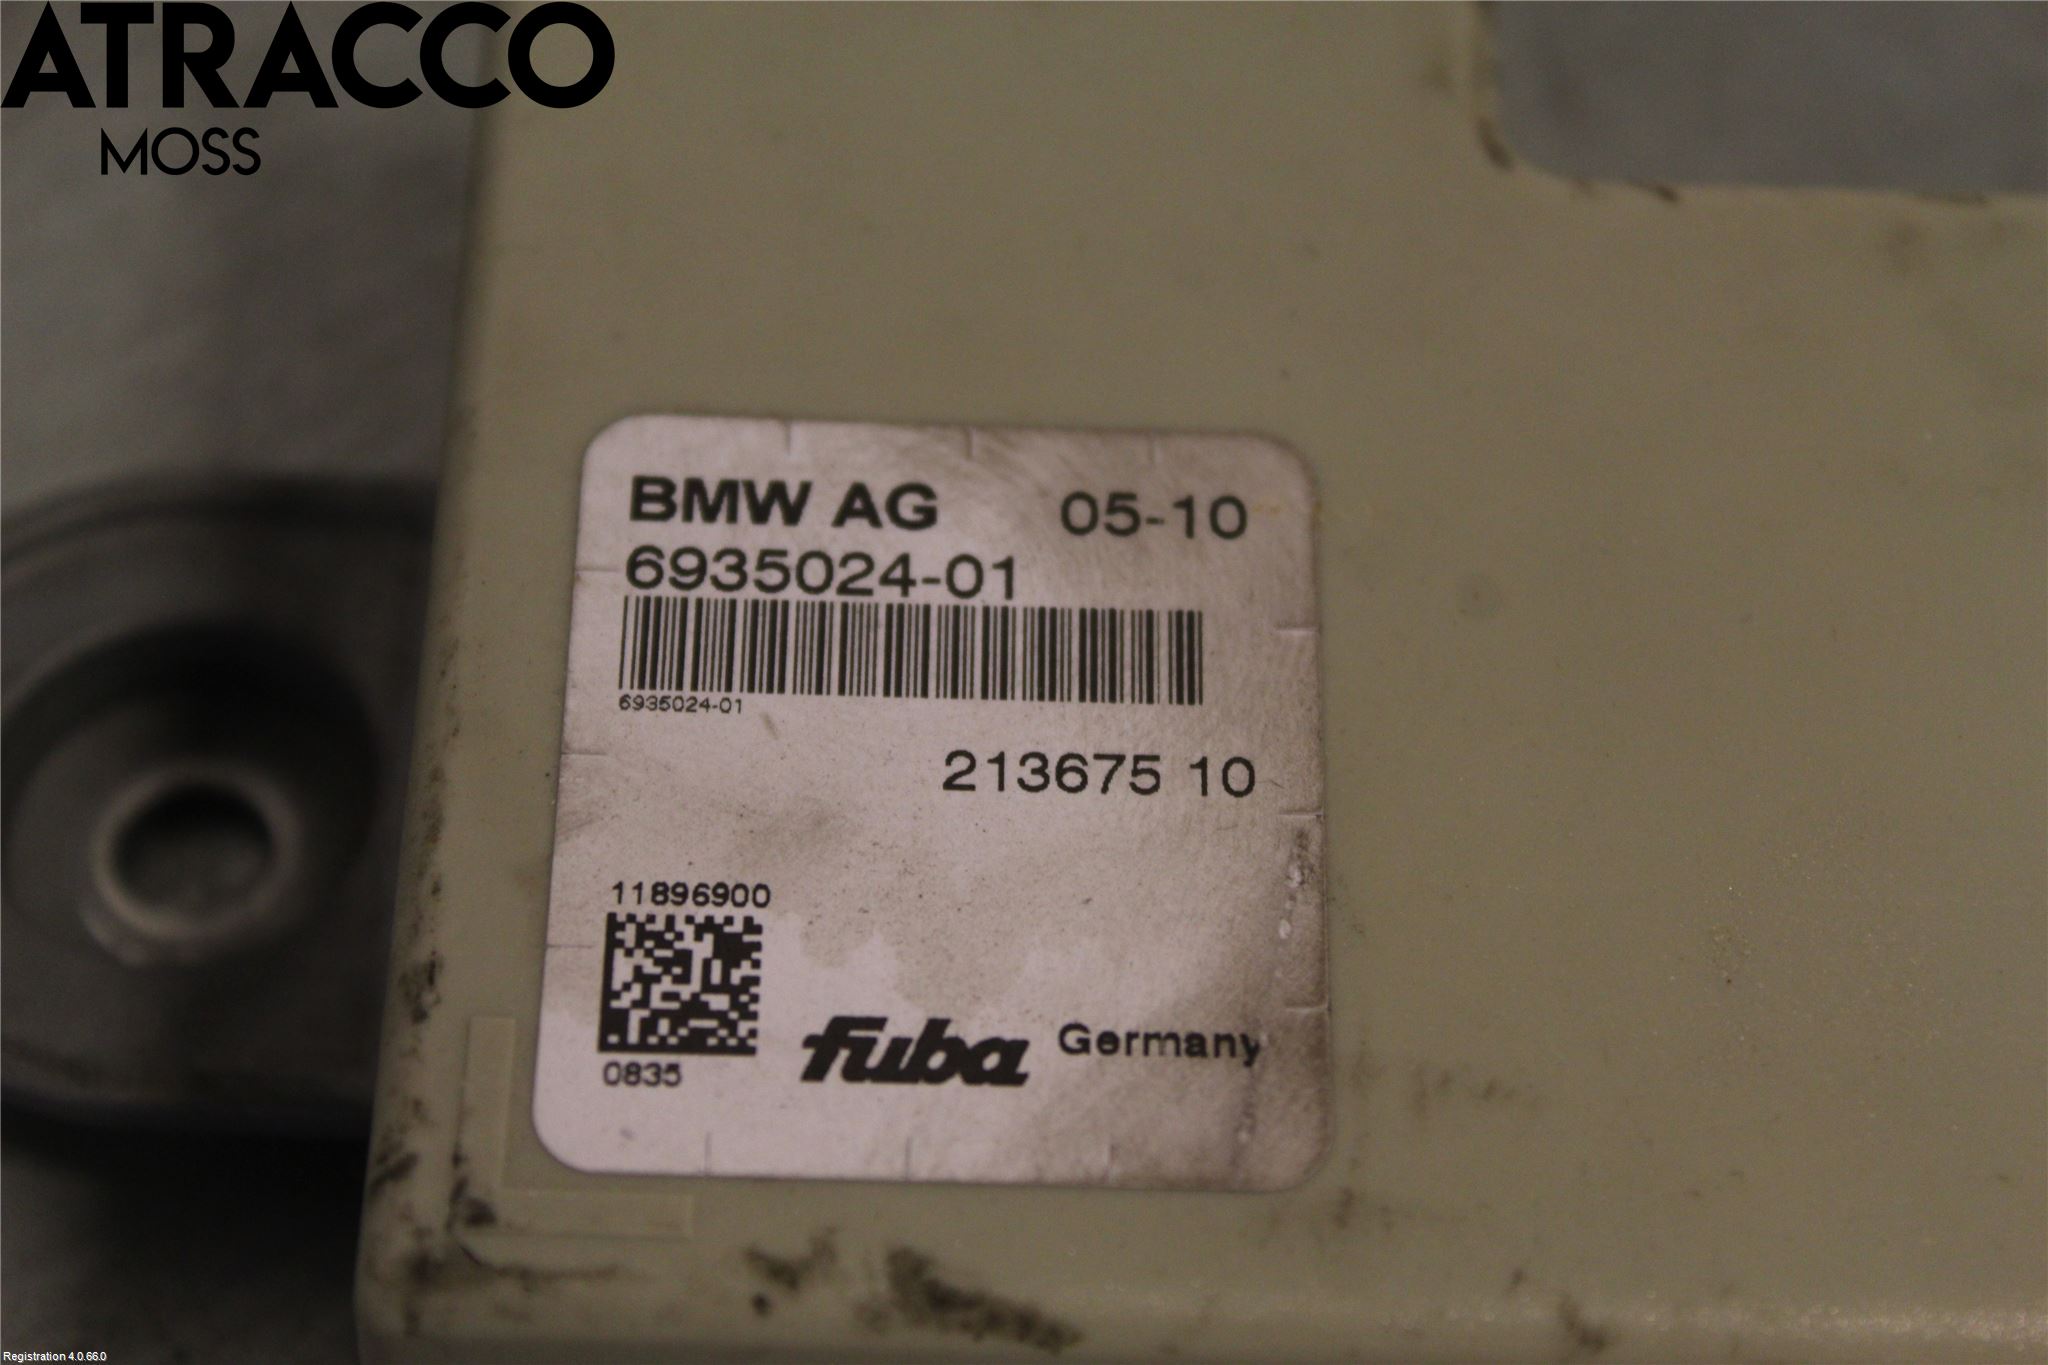 ATRACCO
MOSS
BMW AG 05-10
6935024-01
6935024-01
213675 10
11896900
0835
fuba Germany
Registration 4.0.66.0